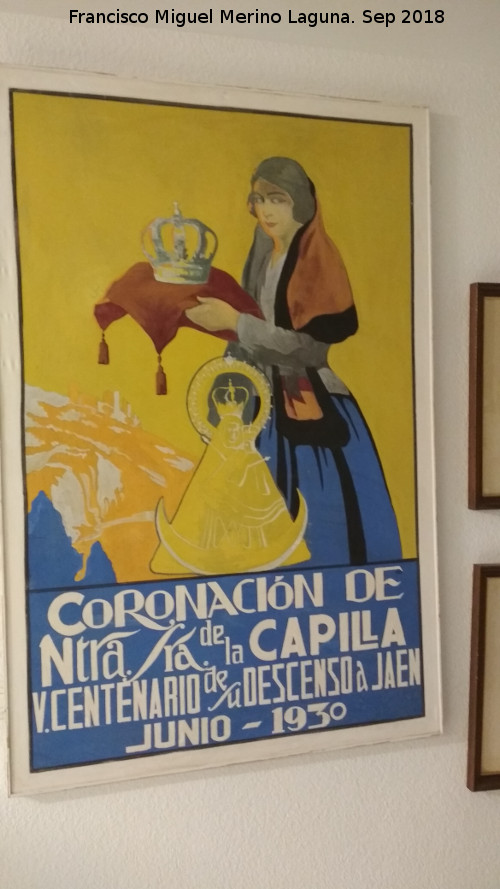 Francisco Miguel Merino Laguna. Sep 2018
CORONACIÓN DE
Ntra. Sra. de la CAPILLA
V. CENTENARIO de su DESCENSO a JAEN
JUNIO - 1930